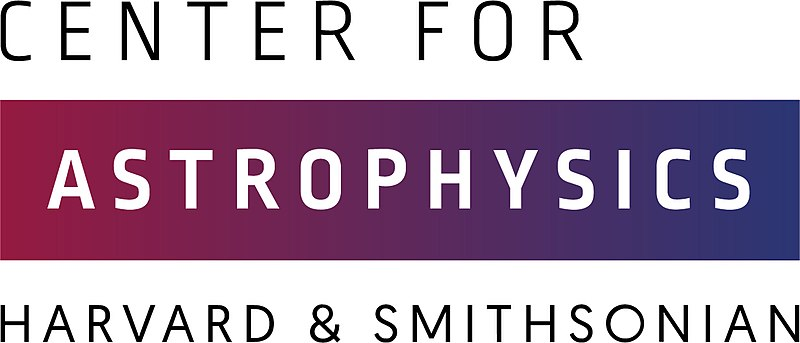 CENTER FOR
ASTROPHYSICS
HARVARD & SMITHSONIAN